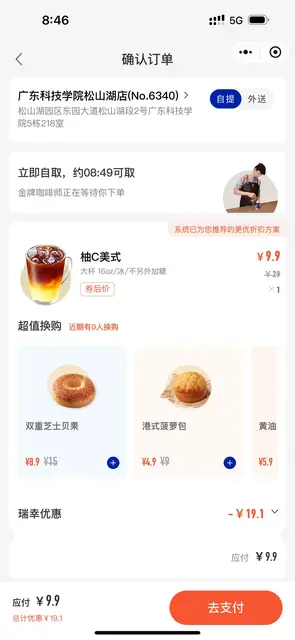 8:46
5G
确认订单
广东科技学院松山湖店(No.6340)
自提
外送
松山湖园区东园大道松山湖段2号广东科技学
院5栋218室
立即自取，约08:49可取
金牌咖啡师正在等待你下单
系统已为您推荐的更优折扣方案
柚C美式
¥9.9
大杯 16oz/冰/不另外加糖
¥29
券后价
×1
超值换购
近期有0人换购
双重芝士贝果
港式菠萝包
黄油
¥8.9 ¥15
¥4.9 ¥9
¥5.9
瑞幸优惠
-¥19.1
应付 ¥9.9
应付 ¥9.9
总计优惠¥19.1
去支付